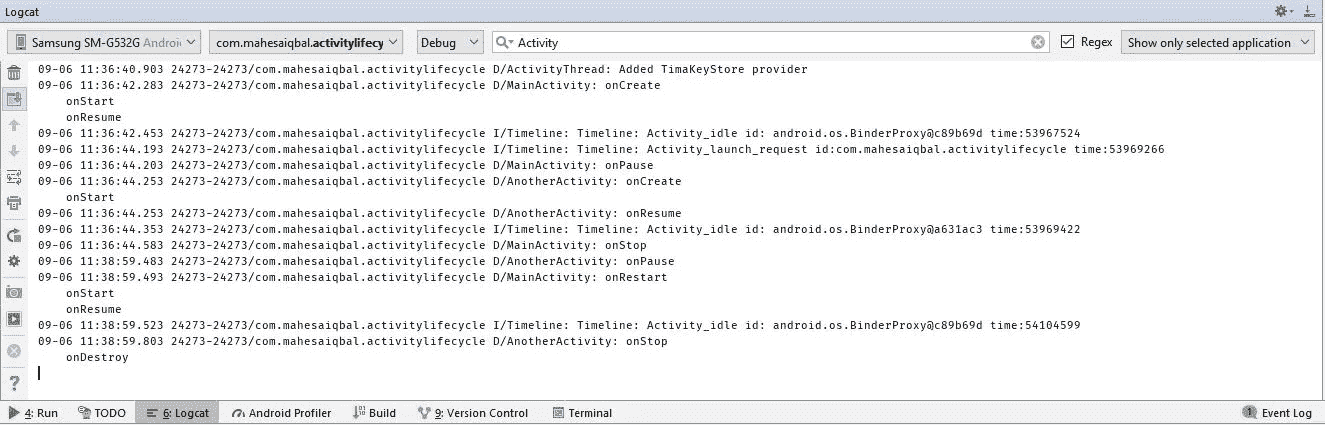 Logcat
Samsung SM-G532G Androi
com.mahesaiqbal.activitylifecy
Debug
Activity
Regex
Show only selected application
09-06 11:36:40.903 24273-24273/com.mahesaiqbal.activitylifecycle D/ActivityThread: Added TimaKeyStore provider
09-06 11:36:42.283 24273-24273/com.mahesaiqbal.activitylifecycle D/MainActivity: onCreate
onStart
onResume
09-06 11:36:42.453 24273-24273/com.mahesaiqbal.activitylifecycle I/Timeline: Timeline: Activity_idle id: android.os.BinderProxy@c89b69d time:53967524
09-06 11:36:44.193 24273-24273/com.mahesaiqbal.activitylifecycle I/Timeline: Timeline: Activity_launch_request id:com.mahesaiqbal.activitylifecycle time:53969266
09-06 11:36:44.203 24273-24273/com.mahesaiqbal.activitylifecycle D/MainActivity: onPause
09-06 11:36:44.253 24273-24273/com.mahesaiqbal.activitylifecycle D/AnotherActivity: onCreate
onStart
09-06 11:36:44.253 24273-24273/com.mahesaiqbal.activitylifecycle D/AnotherActivity: onResume
09-06 11:36:44.353 24273-24273/com.mahesaiqbal.activitylifecycle I/Timeline: Timeline: Activity_idle id: android.os.BinderProxy@a631ac3 time:53969422
09-06 11:36:44.583 24273-24273/com.mahesaiqbal.activitylifecycle D/MainActivity: onStop
09-06 11:38:59.483 24273-24273/com.mahesaiqbal.activitylifecycle D/AnotherActivity: onPause
09-06 11:38:59.493 24273-24273/com.mahesaiqbal.activitylifecycle D/MainActivity: onRestart
onStart
onResume
09-06 11:38:59.523 24273-24273/com.mahesaiqbal.activitylifecycle I/Timeline: Timeline: Activity_idle id: android.os.BinderProxy@c89b69d time:54104599
09-06 11:38:59.803 24273-24273/com.mahesaiqbal.activitylifecycle D/AnotherActivity: onStop
onDestroy
4: Run
TODO
6: Logcat
Android Profiler
Build
9: Version Control
Terminal
1 Event Log